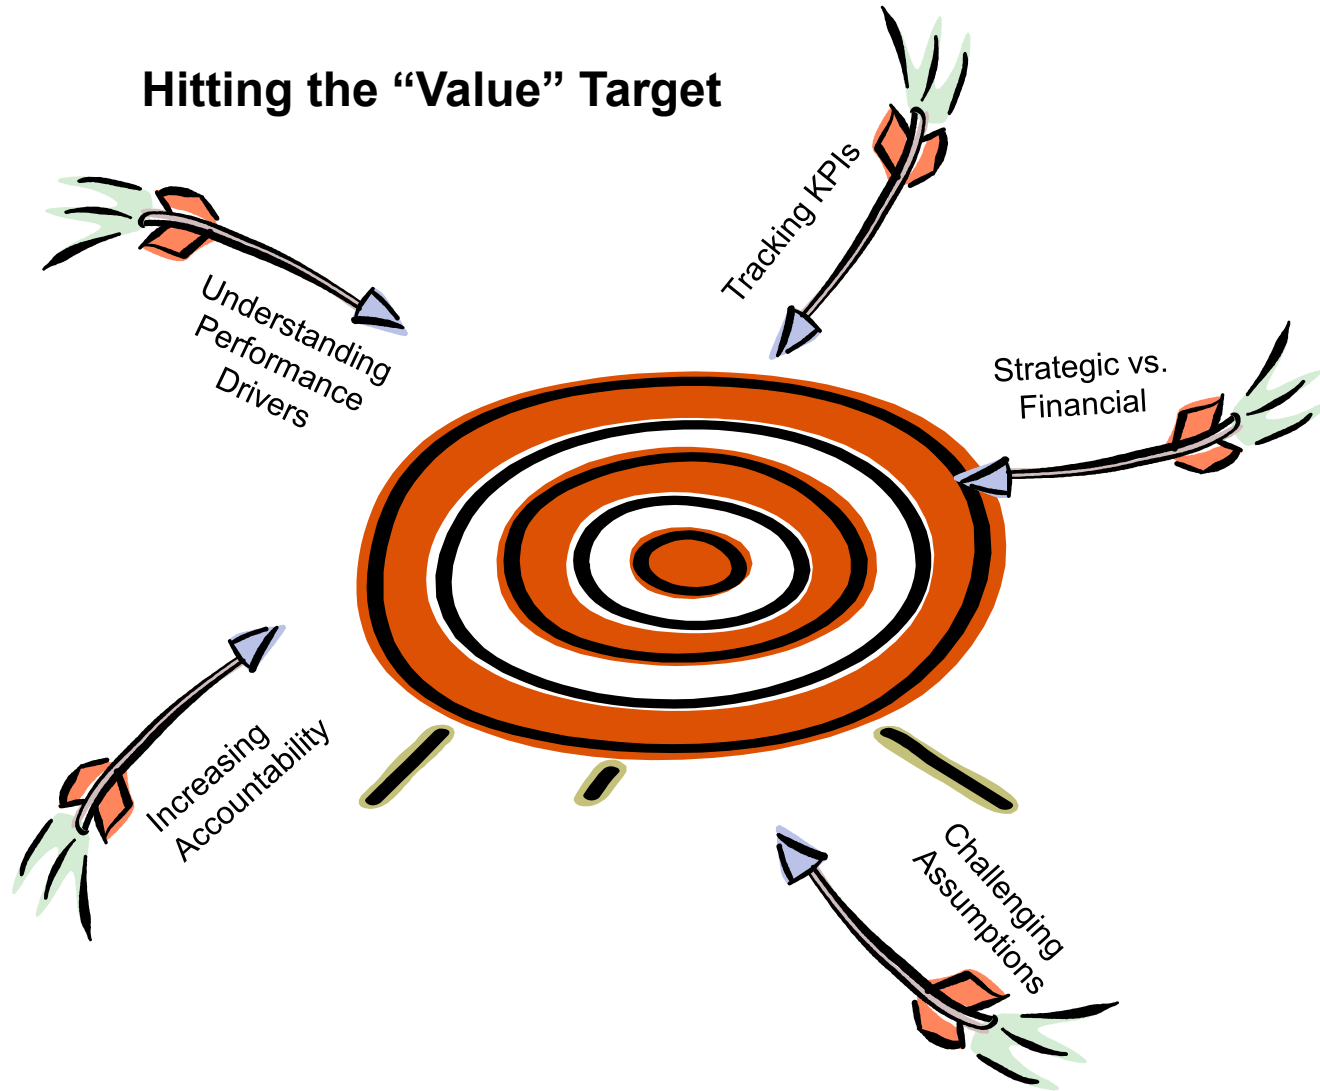 Hitting the “Value” Target
Tracking KPIs
Understanding
Performance
Drivers
Strategic vs.
Financial
Increasing
Accountability
Challenging
Assumptions